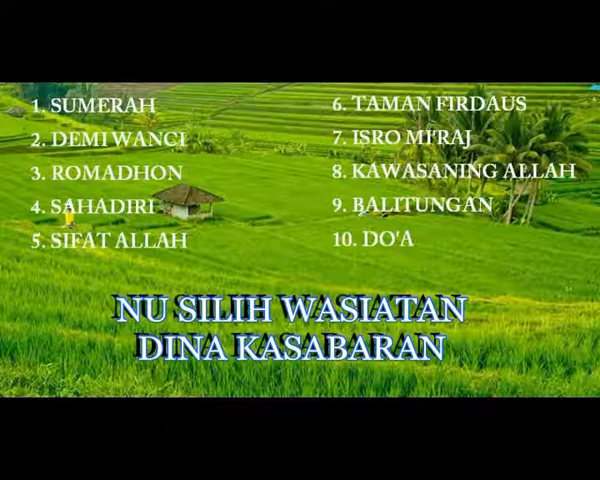 1. SUMERAH
2. DEMI WANCI
3. ROMADHON
4. SAHADIRI
5. SIFAT ALLAH
6. TAMAN FIRDAUS
7. ISRO MI'RAJ
8. KAWASANING ALLAH
9. BALITUNGAN
10. DO'A
NU SILIH WASIATAN
DINA KASABARAN